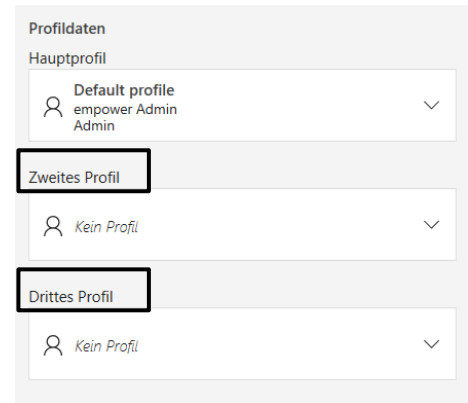 Profildaten
Hauptprofil
Default profile
empower Admin
Admin
Zweites Profil
Kein Profil
Drittes Profil
Kein Profil